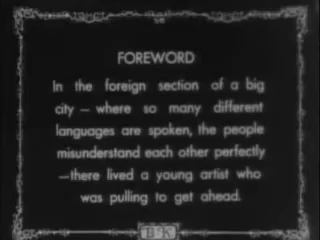 FOREWORD
In the foreign section of a big
city — where so many different
languages are spoken, the people
misunderstand each other perfectly
—there lived a young artist who
was pulling to get ahead.